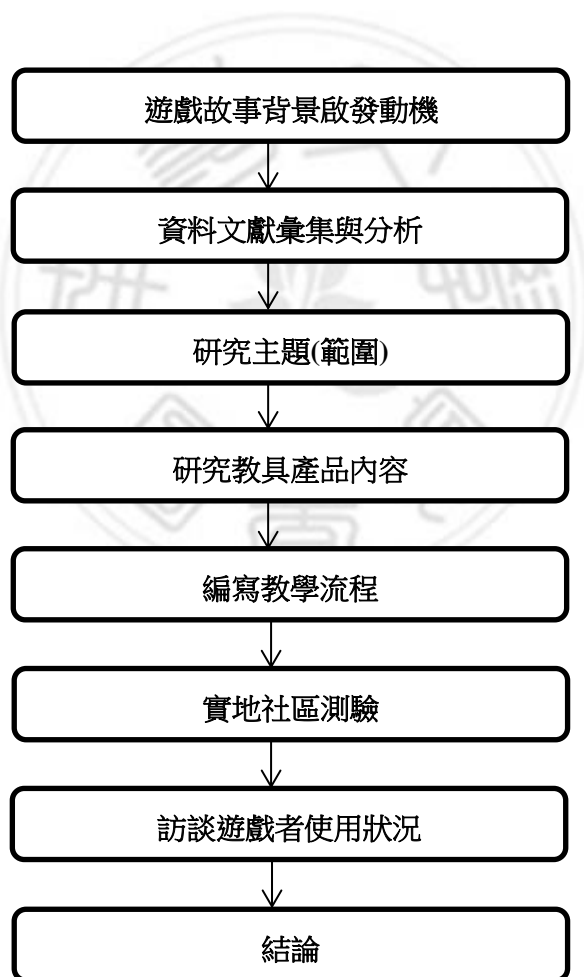 遊戲故事背景啟發動機
資料文獻彙集與分析
研究主題(範圍)
研究教具產品內容
編寫教學流程
實地社區測驗
訪談遊戲者使用狀況
結論